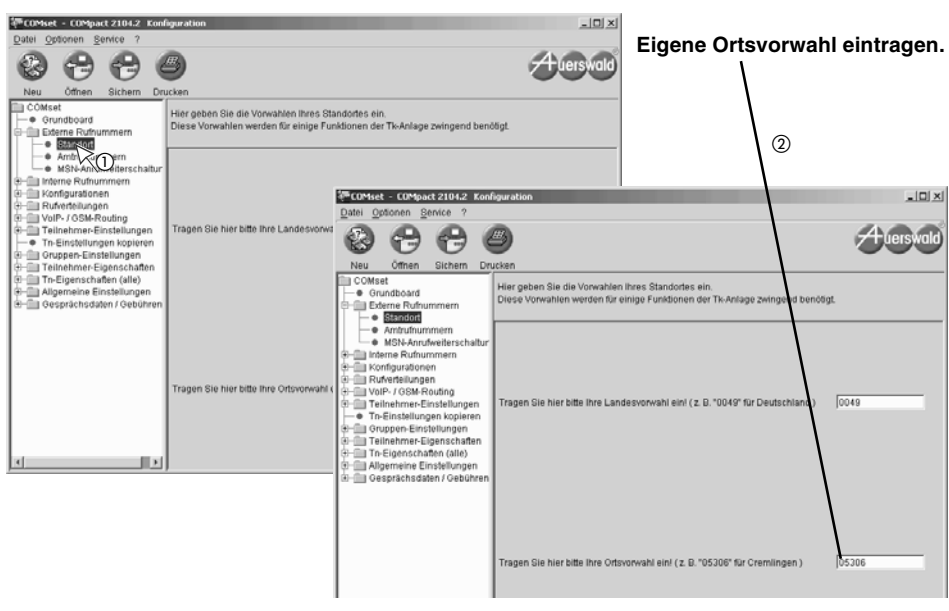 COMset - COMpact 2104.2 Konfiguration
Datei Optionen Service ?
Neu Öffnen Sichern Drucken
Auerswald
COMset
Grundboard
Externe Rufnummern
Standort
MSN-Anrufweiterschaltur
Interne Rufnummern
Konfigurationen
Rufverteilungen
VoIP- / GSM-Routing
Teilnehmer-Einstellungen
Tn-Einstellungen kopieren
Gruppen-Einstellungen
Teilnehmer-Eigenschaften
Tn-Eigenschaften (alle)
Allgemeine Einstellungen
Gesprächsdaten / Gebühren
①
Hier geben Sie die Vorwahlen Ihres Standortes ein.
Diese Vorwahlen werden für einige Funktionen der Tk-Anlage zwingend benötigt.
Tragen Sie hier bitte Ihre Landesvorwa
Tragen Sie hier bitte Ihre Ortsvorwahl
Eigene Ortsvorwahl eintragen.
②
COMset - COMpact 2104.2 Konfiguration
Datei Optionen Service ?
Neu Öffnen Sichern Drucken
Auerswald
COMset
Grundboard
Externe Rufnummern
Standort
Amtrufnummern
MSN-Anrufweiterschaltur
Interne Rufnummern
Konfigurationen
Rufverteilungen
VoIP- / GSM-Routing
Teilnehmer-Einstellungen
Tn-Einstellungen kopieren
Gruppen-Einstellungen
Teilnehmer-Eigenschaften
Tn-Eigenschaften (alle)
Allgemeine Einstellungen
Gesprächsdaten / Gebühren
Hier geben Sie die Vorwahlen Ihres Standortes ein.
Diese Vorwahlen werden für einige Funktionen der Tk-Anlage zwingend benötigt.
Tragen Sie hier bitte Ihre Landesvorwahl ein! ( z. B. "0049" für Deutschland ) 0049
Tragen Sie hier bitte Ihre Ortsvorwahl ein! ( z. B. "05306" für Cremlingen ) 05306